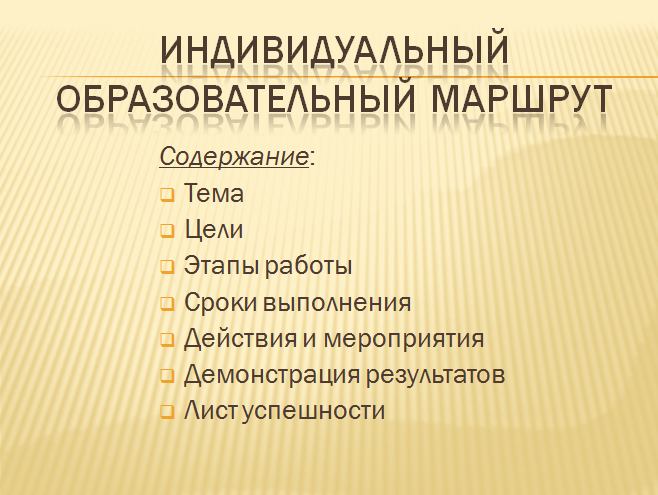 ИНДИВИДУАЛЬНЫЙ
ОБРАЗОВАТЕЛЬНЫЙ МАРШРУТ
Содержание:
Тема
Цели
Этапы работы
Сроки выполнения
Действия и мероприятия
Демонстрация результатов
Лист успешности